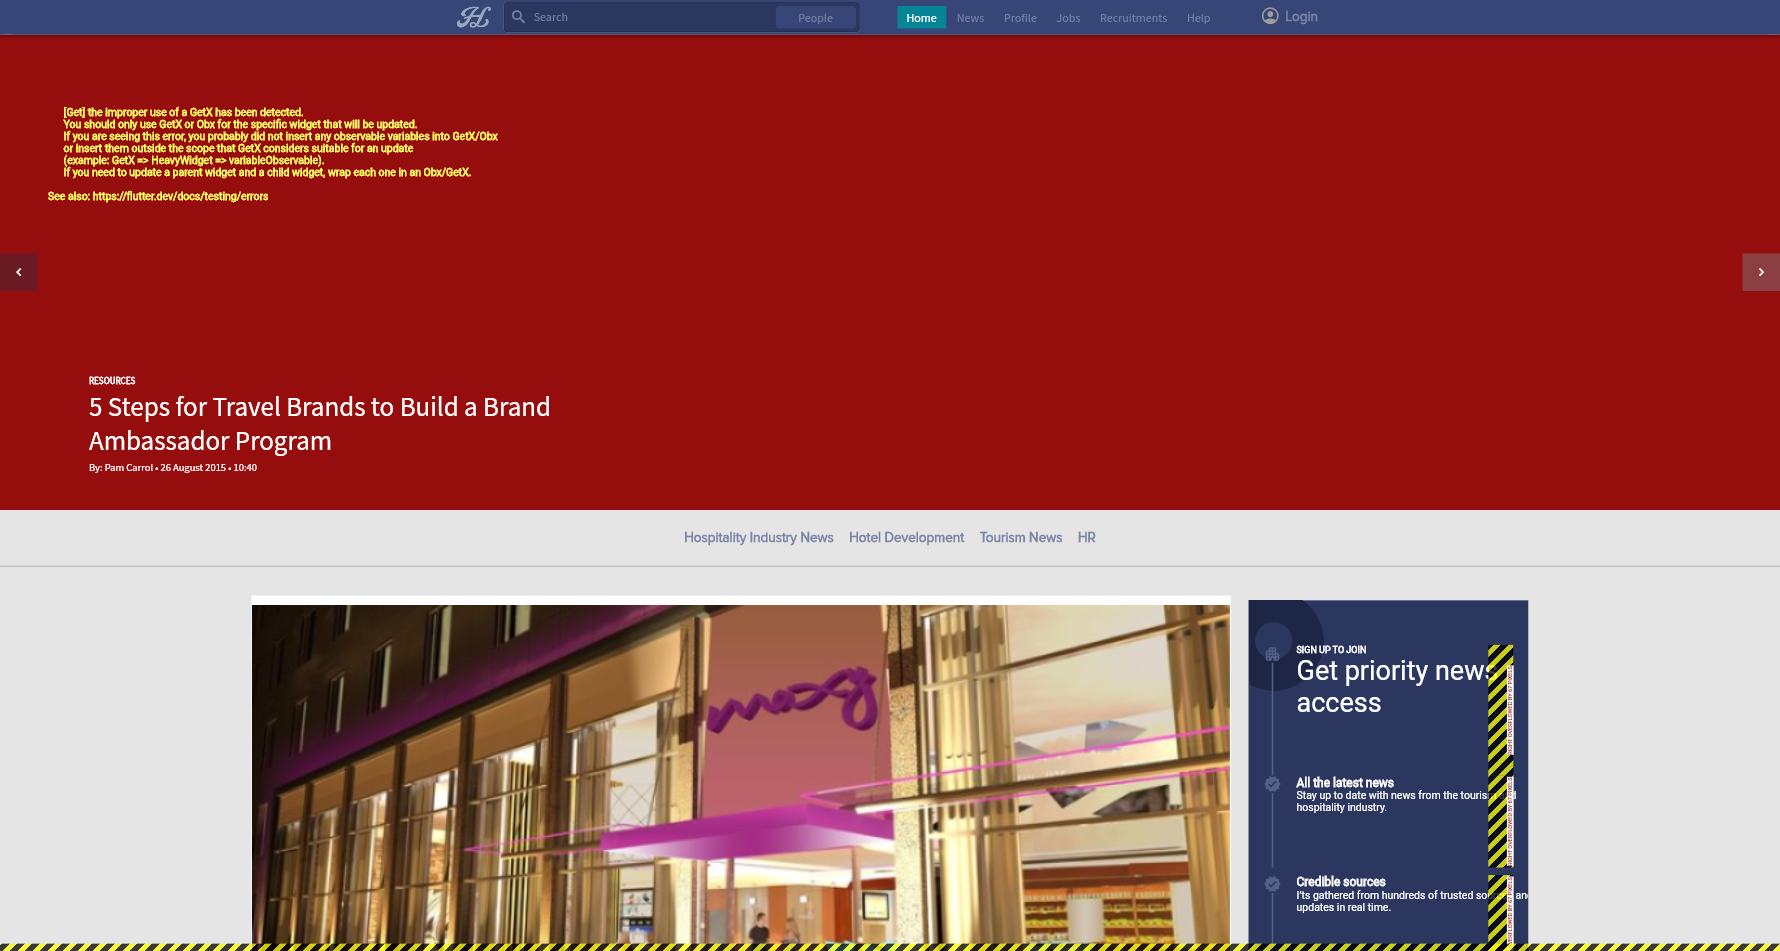 Search
People
Home
News
Profile
Jobs
Recruitments
Help
Login
[Get] the improper use of a GetX has been detected.
You should only use GetX or Obx for the specific widget that will be updated.
If you are seeing this error, you probably did not insert any observable variables into GetX/Obx
or insert them outside the scope that GetX considers suitable for an update
(example: GetX => HeavyWidget => variableObservable).
If you need to update a parent widget and a child widget, wrap each one in an Obx/GetX.
See also: https://flutter.dev/docs/testing/errors
RESOURCES
5 Steps for Travel Brands to Build a Brand
Ambassador Program
By: Pam Carrol • 26 August 2015 • 10:40
Hospitality Industry News
Hotel Development
Tourism News
HR
moxy
SIGN UP TO JOIN
Get priority news
access
All the latest news
Stay up to date with news from the
hospitality industry.
Credible sources
I'ts gathered from hundreds of trusted
updates in real time.